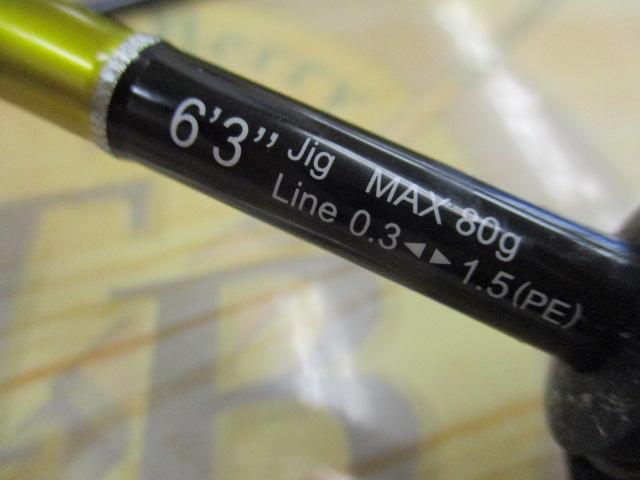 6'3" Jig MAX 80g
Line 0.3◀▶1.5(PE)